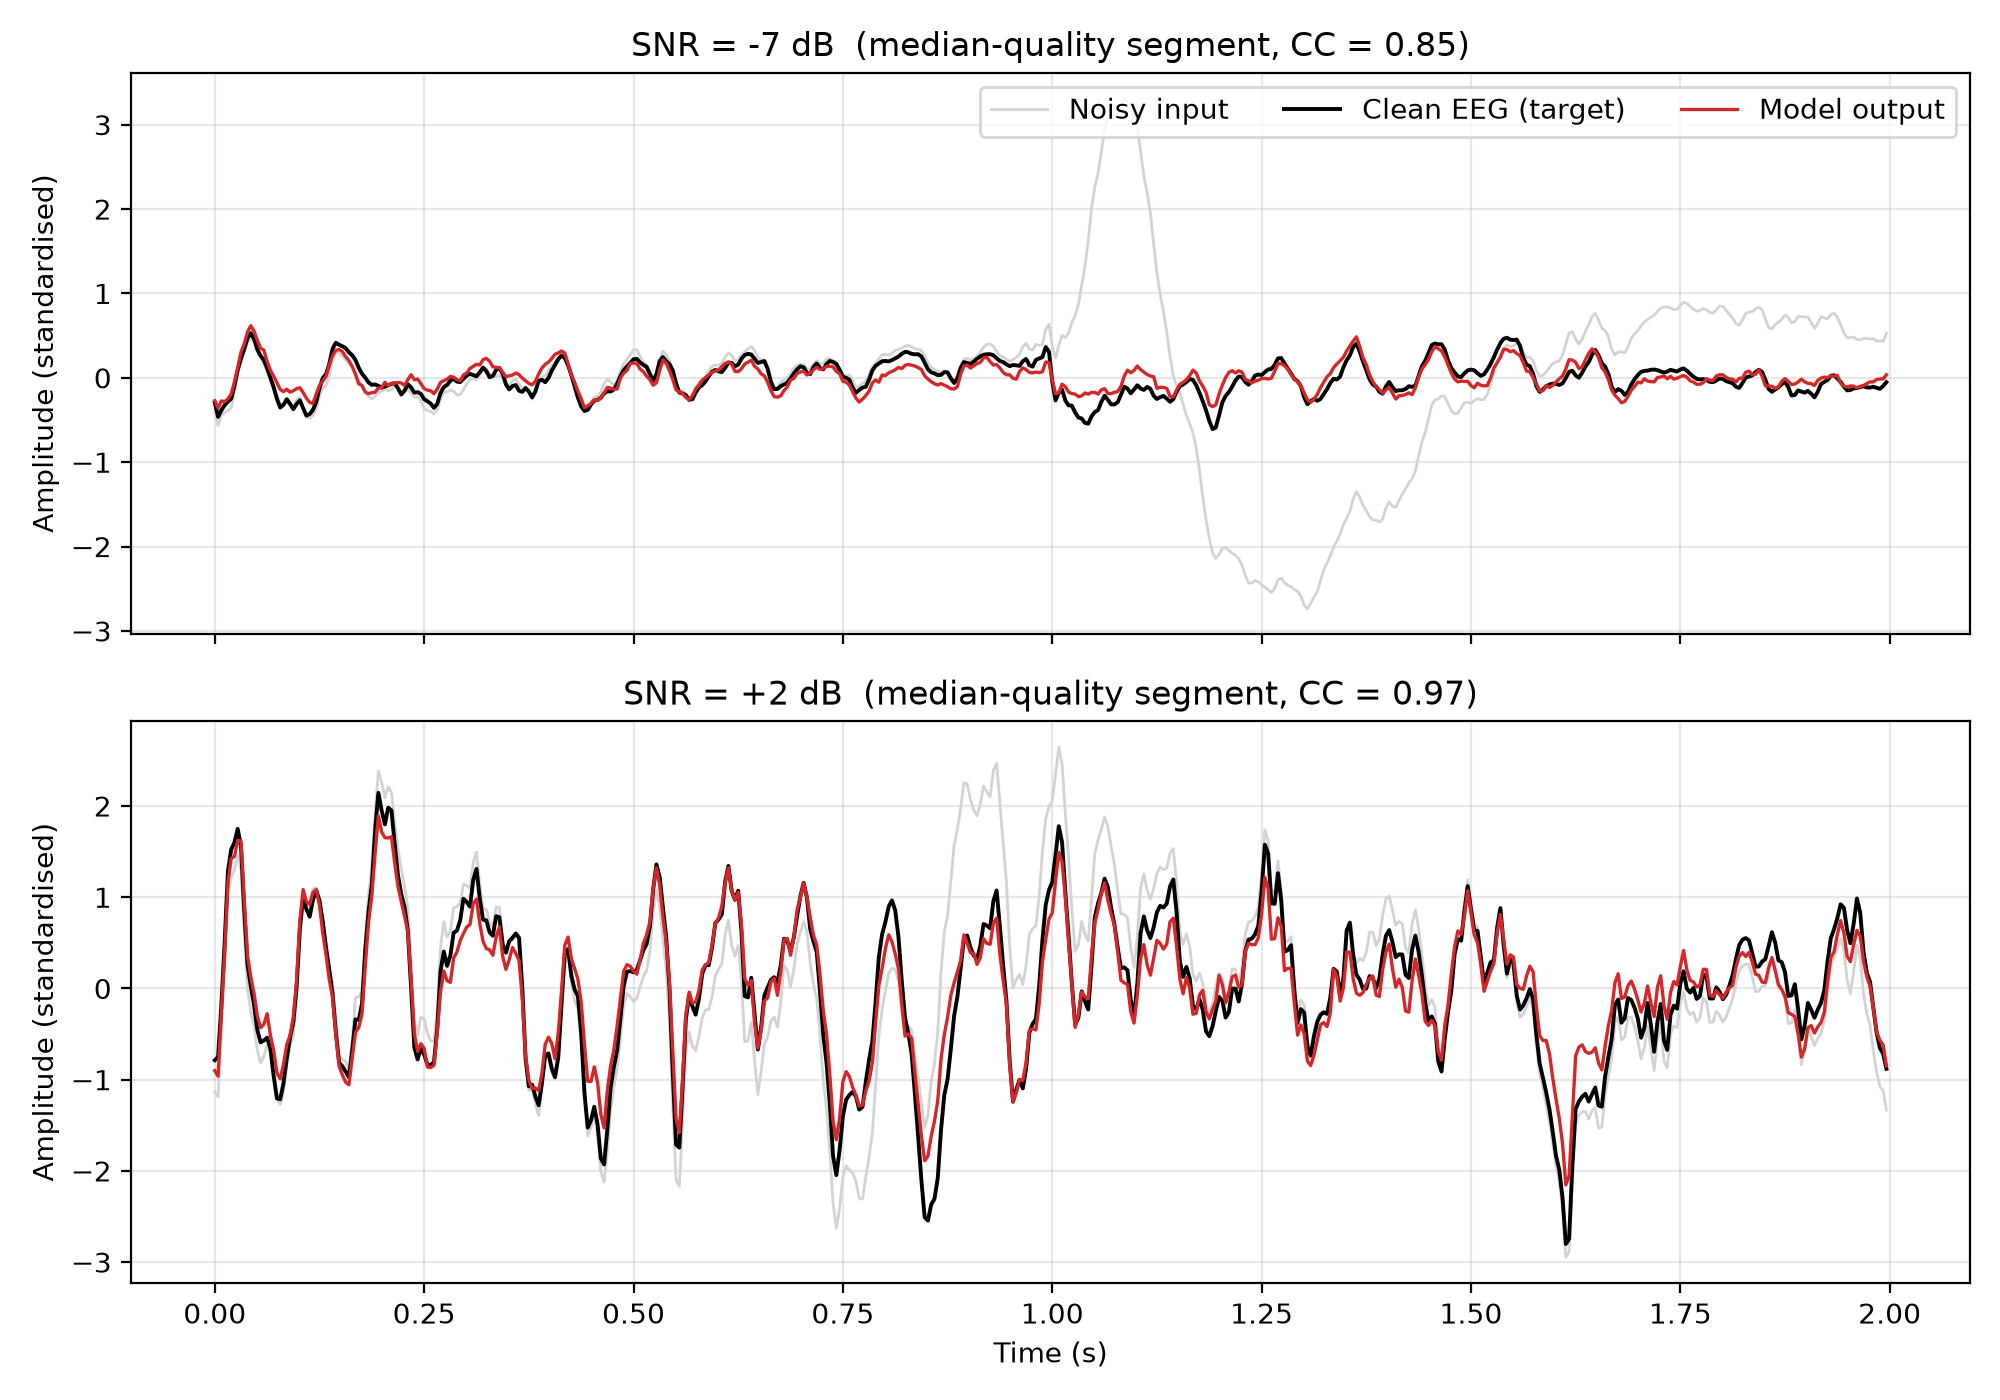 SNR = -7 dB  (median-quality segment, CC = 0.85)
Noisy input
Clean EEG (target)
Model output
Amplitude (standardised)
3
2
1
0
−1
−2
−3
SNR = +2 dB  (median-quality segment, CC = 0.97)
Amplitude (standardised)
2
1
0
−1
−2
−3
0.00
0.25
0.50
0.75
1.00
1.25
1.50
1.75
2.00
Time (s)